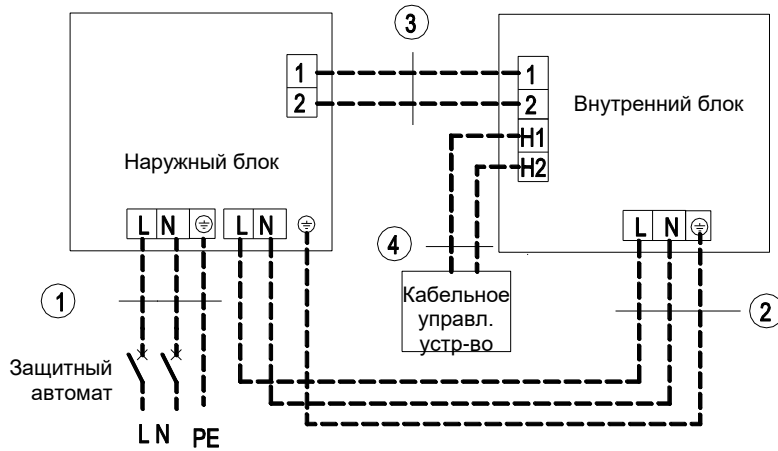 3
1
2
1
2
H1
H2
Внутренний блок
Наружный блок
L N
L N
L N
4
1
2
Кабельное
управл.
устр-во
Защитный
автомат
L N PE